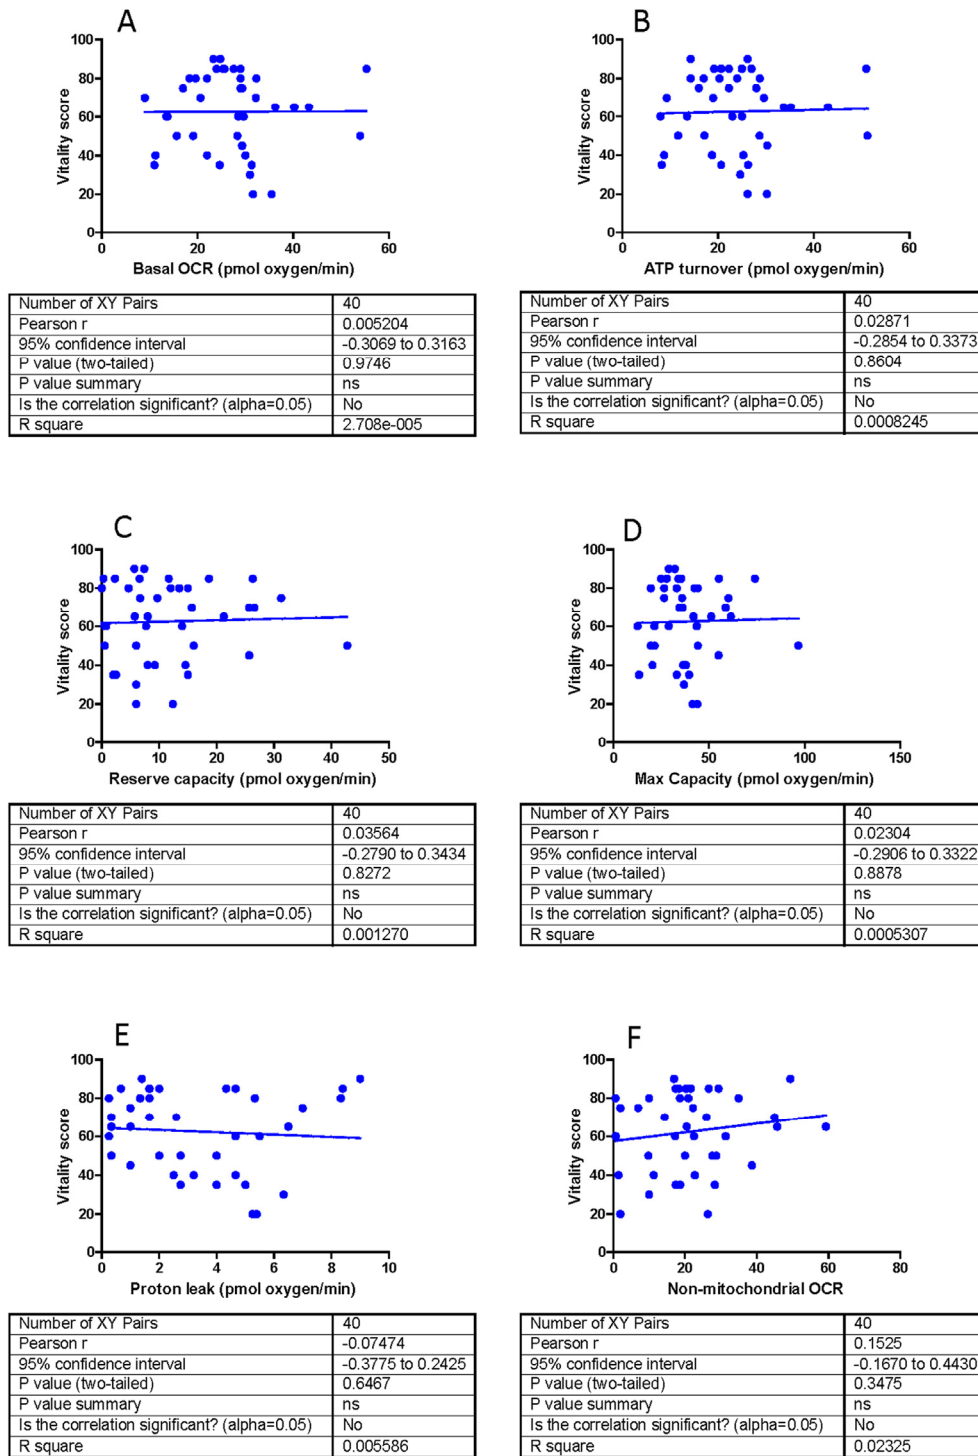 A
100
80
60
40
20
0
Vitality score
0 20 40 60
Basal OCR (pmol oxygen/min)
Number of XY Pairs 40
Pearson r 0.005204
95% confidence interval -0.3069 to 0.3163
P value (two-tailed) 0.9746
P value summary ns
Is the correlation significant? (alpha=0.05) No
R square 2.708e-005
B
100
80
60
40
20
0
Vitality score
0 20 40 60
ATP turnover (pmol oxygen/min)
Number of XY Pairs 40
Pearson r 0.02871
95% confidence interval -0.2854 to 0.3373
P value (two-tailed) 0.8604
P value summary ns
Is the correlation significant? (alpha=0.05) No
R square 0.0008245
C
100
80
60
40
20
0
Vitality score
0 10 20 30 40 50
Reserve capacity (pmol oxygen/min)
Number of XY Pairs 40
Pearson r 0.03564
95% confidence interval -0.2790 to 0.3434
P value (two-tailed) 0.8272
P value summary ns
Is the correlation significant? (alpha=0.05) No
R square 0.001270
D
100
80
60
40
20
0
Vitality score
0 50 100 150
Max Capacity (pmol oxygen/min)
Number of XY Pairs 40
Pearson r 0.02304
95% confidence interval -0.2906 to 0.3322
P value (two-tailed) 0.8878
P value summary ns
Is the correlation significant? (alpha=0.05) No
R square 0.0005307
E
100
80
60
40
20
0
Vitality score
0 2 4 6 8 10
Proton leak (pmol oxygen/min)
Number of XY Pairs 40
Pearson r -0.07474
95% confidence interval -0.3775 to 0.2425
P value (two-tailed) 0.6467
P value summary ns
Is the correlation significant? (alpha=0.05) No
R square 0.005586
F
100
80
60
40
20
0
Vitality score
0 20 40 60 80
Non-mitochondrial OCR
Number of XY Pairs 40
Pearson r 0.1525
95% confidence interval -0.1670 to 0.4430
P value (two-tailed) 0.3475
P value summary ns
Is the correlation significant? (alpha=0.05) No
R square 0.02325